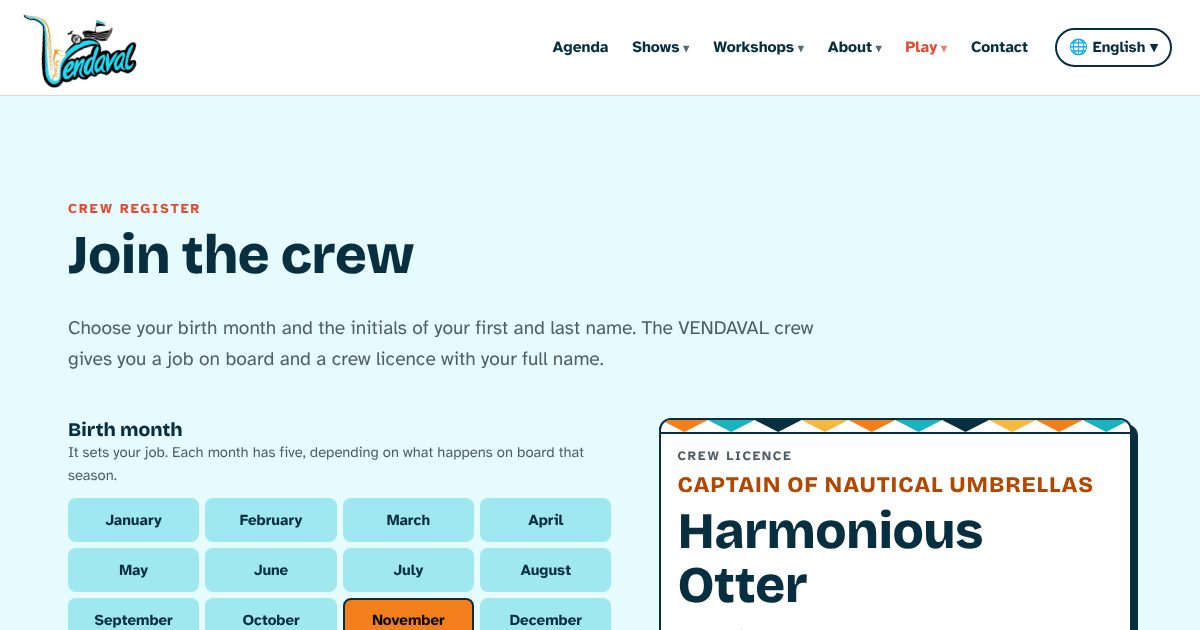 Vendaval
Agenda
Shows ▾
Workshops ▾
About ▾
Play ▾
Contact
🌐 English ▾
CREW REGISTER
Join the crew
Choose your birth month and the initials of your first and last name. The VENDAVAL crew
gives you a job on board and a crew licence with your full name.
Birth month
It sets your job. Each month has five, depending on what happens on board that
season.
January
February
March
April
May
June
July
August
September
October
November
December
CREW LICENCE
CAPTAIN OF NAUTICAL UMBRELLAS
Harmonious
Otter